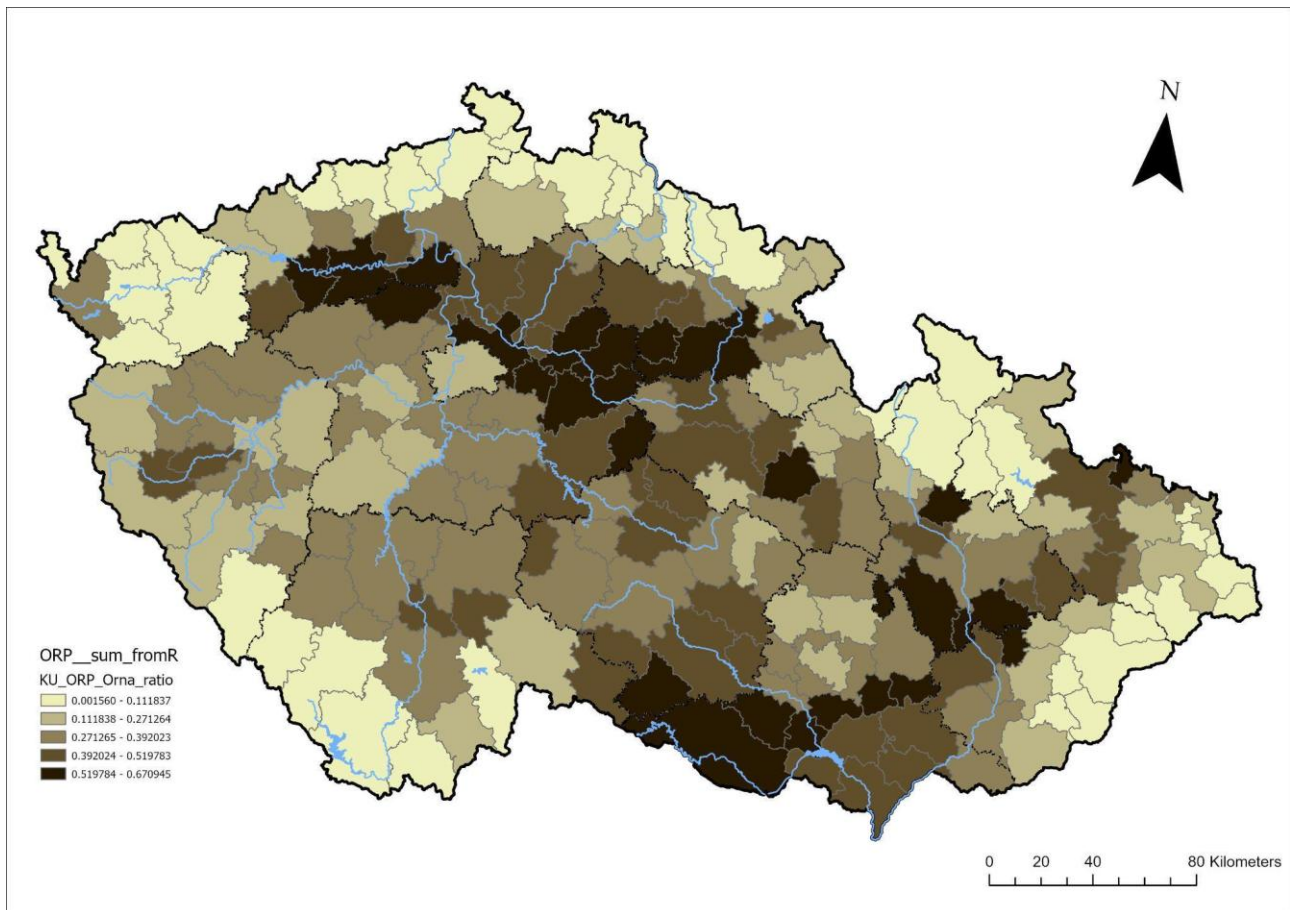 N
ORP__sum_fromR
KU_ORP_Orna_ratio
0.001560 - 0.111837
0.111838 - 0.271264
0.271265 - 0.392023
0.392024 - 0.519783
0.519784 - 0.670945
0 20 40 80 Kilometers